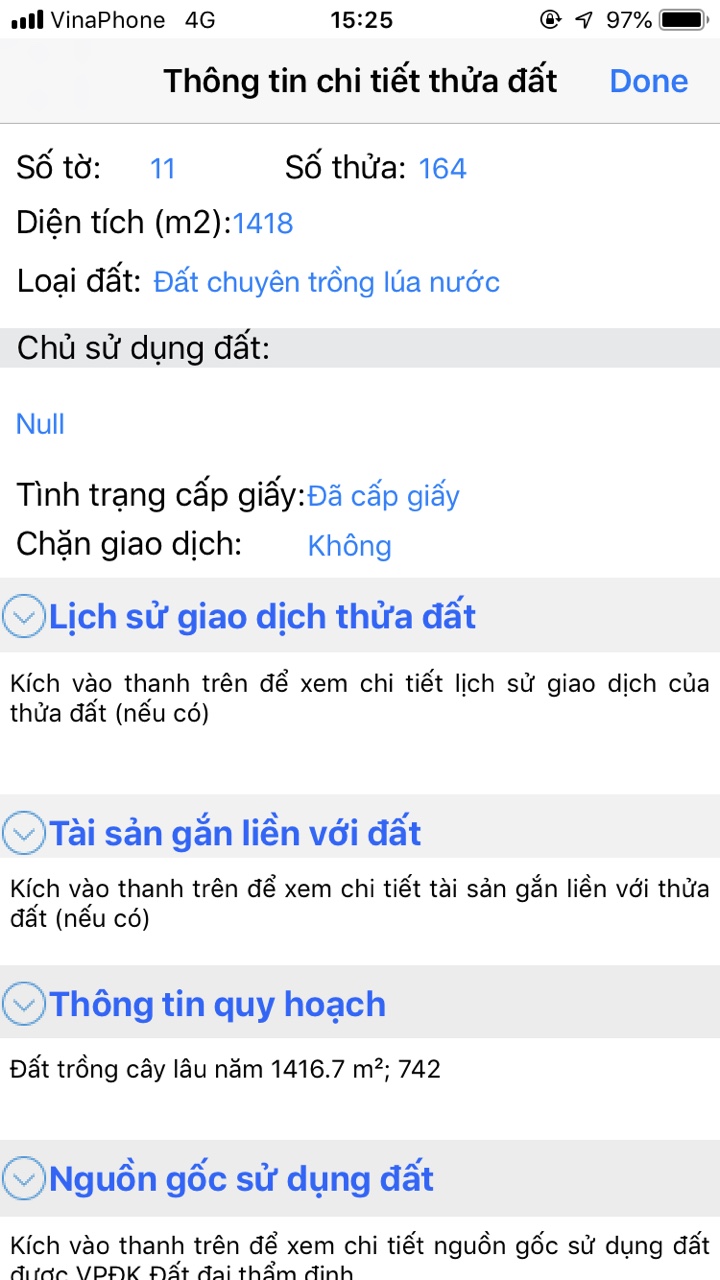 VinaPhone 4G 15:25 97%
Thông tin chi tiết thửa đất Done
Số tờ: 11 Số thửa: 164
Diện tích (m2):1418
Loại đất: Đất chuyên trồng lúa nước
Chủ sử dụng đất:
Null
Tình trạng cấp giấy:Đã cấp giấy
Chặn giao dịch: Không
Lịch sử giao dịch thửa đất
Kích vào thanh trên để xem chi tiết lịch sử giao dịch của
thửa đất (nếu có)
Tài sản gắn liền với đất
Kích vào thanh trên để xem chi tiết tài sản gắn liền với thửa
đất (nếu có)
Thông tin quy hoạch
Đất trồng cây lâu năm 1416.7 m²; 742
Nguồn gốc sử dụng đất
Kích vào thanh trên để xem chi tiết nguồn gốc sử dụng đất
được VPĐK Đất đai thẩm định